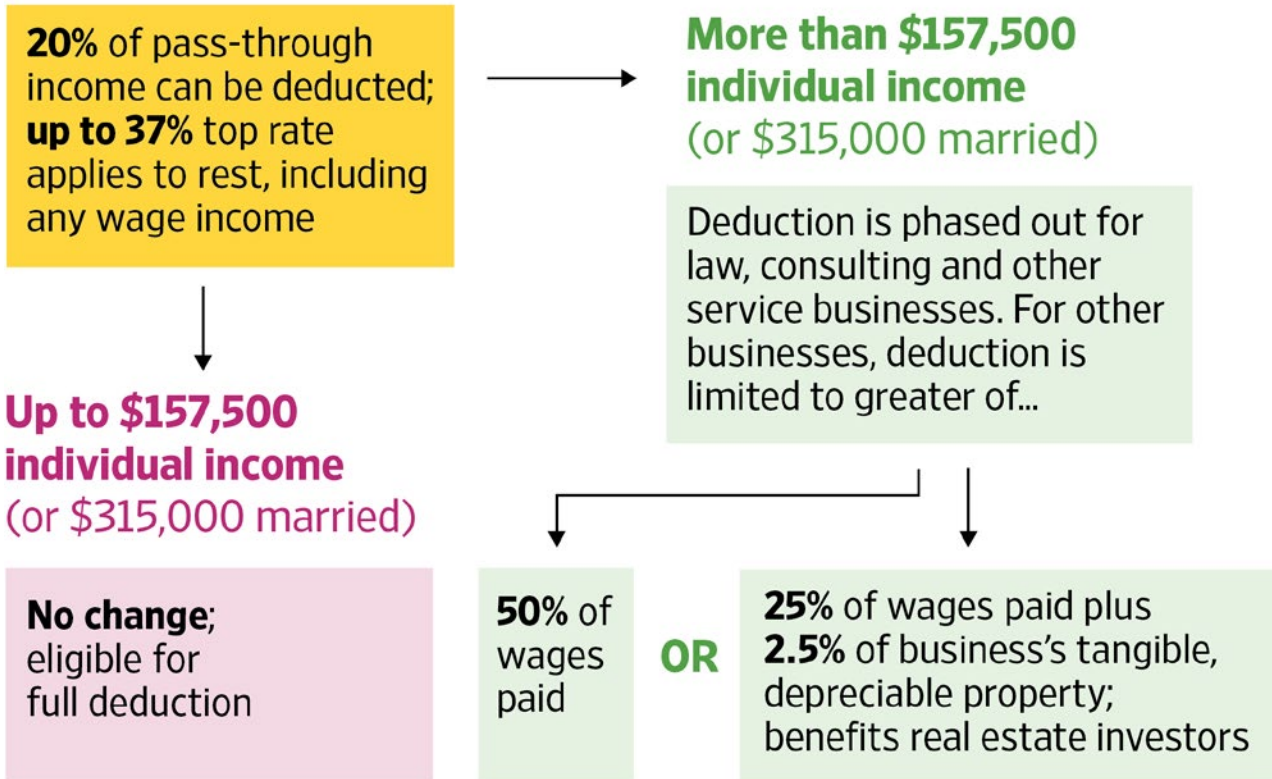 20% of pass-through
income can be deducted;
up to 37% top rate
applies to rest, including
any wage income
More than $157,500
individual income
(or $315,000 married)
Deduction is phased out for
law, consulting and other
service businesses. For other
businesses, deduction is
limited to greater of...
Up to $157,500
individual income
(or $315,000 married)
No change;
eligible for
full deduction
50% of
wages
paid
OR
25% of wages paid plus
2.5% of business’s tangible,
depreciable property;
benefits real estate investors